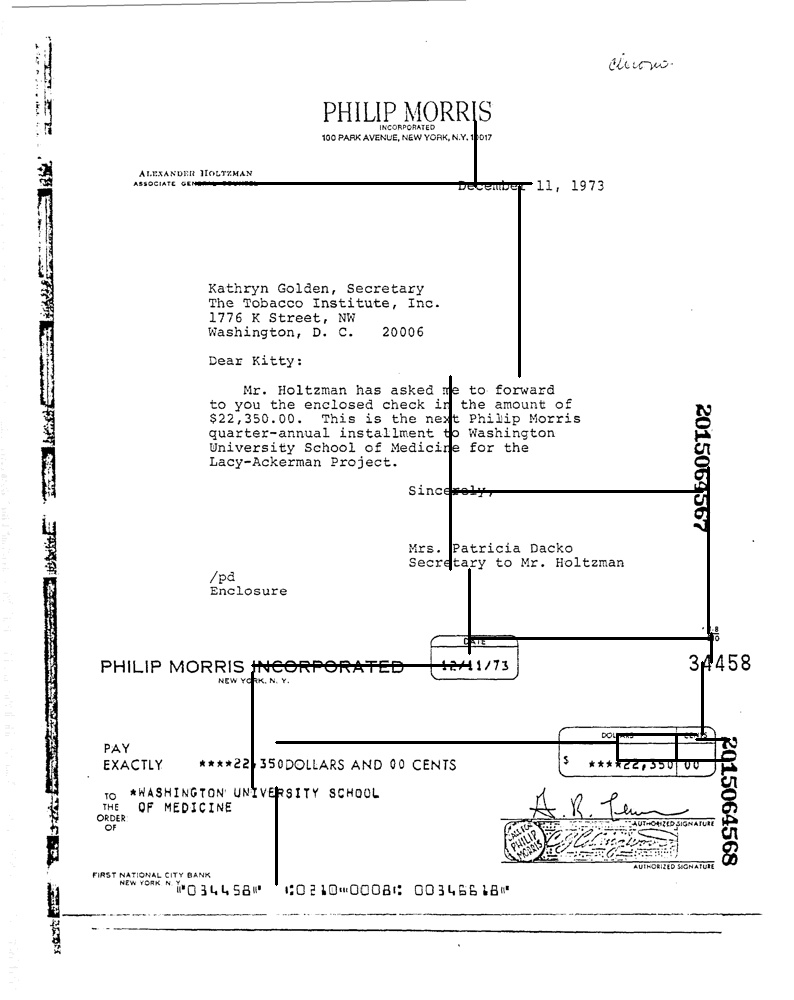 PHILIP MORRIS
INCORPORATED
100 PARK AVENUE, NEW YORK, N.Y. 10017
ALEXANDER HOLTZMAN
ASSOCIATE GENERAL COUNSEL
December 11, 1973
Kathryn Golden, Secretary
The Tobacco Institute, Inc.
1776 K Street, NW
Washington, D. C. 20006
Dear Kitty:
Mr. Holtzman has asked me to forward
to you the enclosed check in the amount of
$22,350.00. This is the next Philip Morris
quarter-annual installment to Washington
University School of Medicine for the
Lacy-Ackerman Project.
Sincerely,
Mrs. Patricia Dacko
Secretary to Mr. Holtzman
/pd
Enclosure
2015064567
PHILIP MORRIS INCORPORATED
NEW YORK, N. Y.
DATE
12/11/73
34458
DOLLARS CENTS
PAY
EXACTLY ****22,350DOLLARS AND 00 CENTS
$ ****22,350 00
TO THE ORDER OF
*WASHINGTON UNIVERSITY SCHOOL
OF MEDICINE
AUTHORIZED SIGNATURE
PHILIP MORRIS
AUTHORIZED SIGNATURE
2015064568
FIRST NATIONAL CITY BANK
NEW YORK N.Y.
"034458" 0210 0008 00346618"